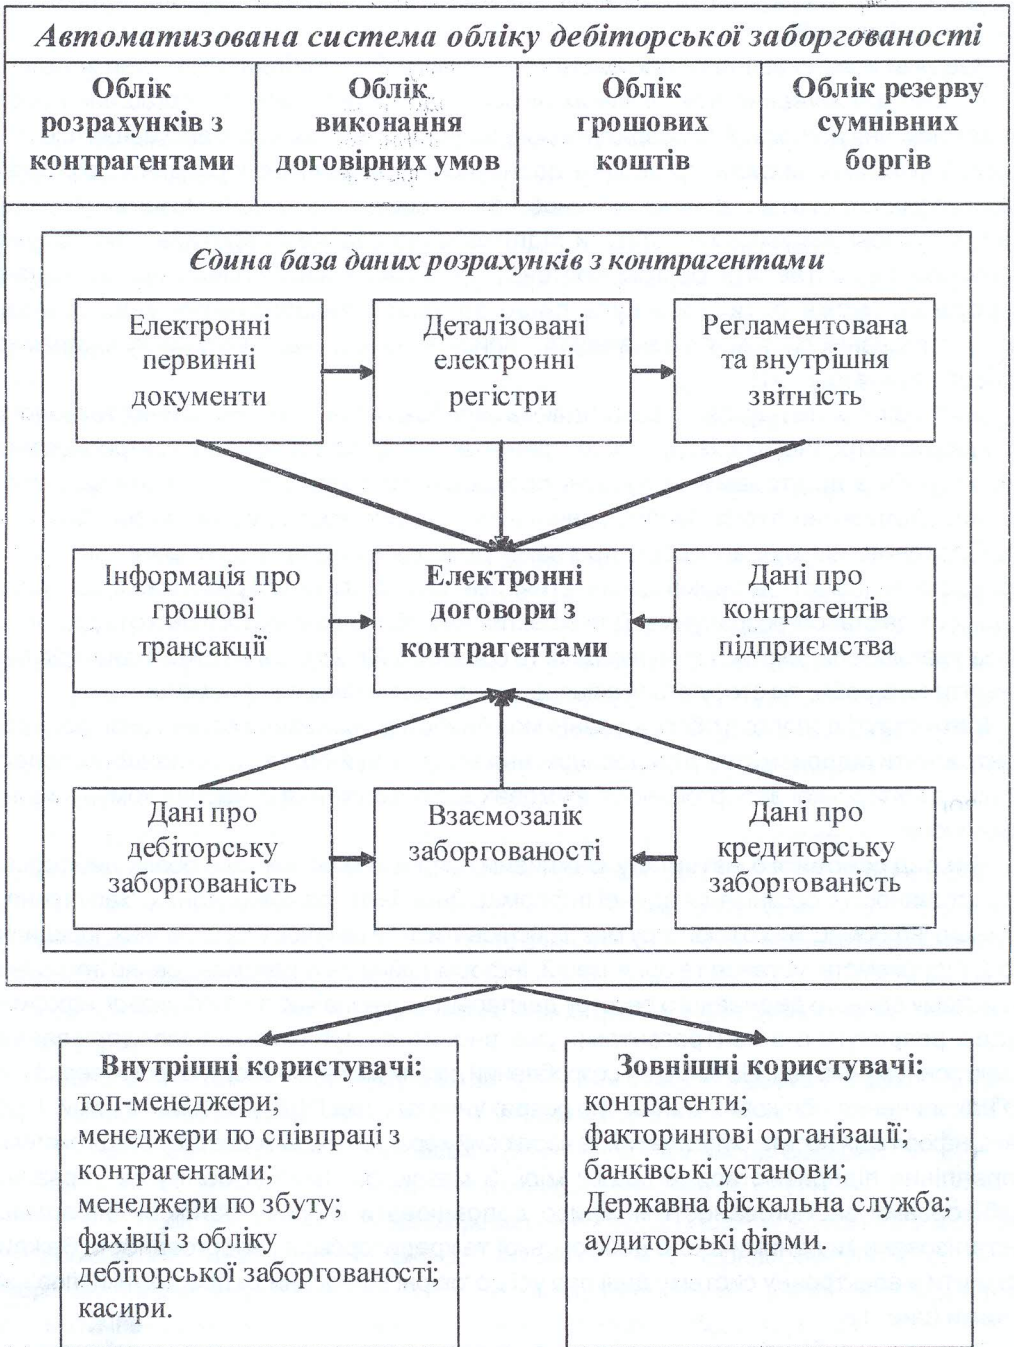 Автоматизована система обліку дебіторської заборгованості
Облік
розрахунків з
контрагентами
Облік
виконання
договірних умов
Облік
грошових
коштів
Облік резерву
сумнівних
боргів
Єдина база даних розрахунків з контрагентами
Електронні
первинні
документи
Деталізовані
електронні
регістри
Регламентована
та внутрішня
звітність
Інформація про
грошові
трансакції
Електронні
договори з
контрагентами
Дані про
контрагентів
підприємства
Дані про
дебіторську
заборгованість
Взаємозалік
заборгованості
Дані про
кредиторську
заборгованість
Внутрішні користувачі:
топ-менеджери;
менеджери по співпраці з
контрагентами;
менеджери по збуту;
фахівці з обліку
дебіторської заборгованості;
касири.
Зовнішні користувачі:
контрагенти;
факторингові організації;
банківські установи;
Державна фіскальна служба;
аудиторські фірми.